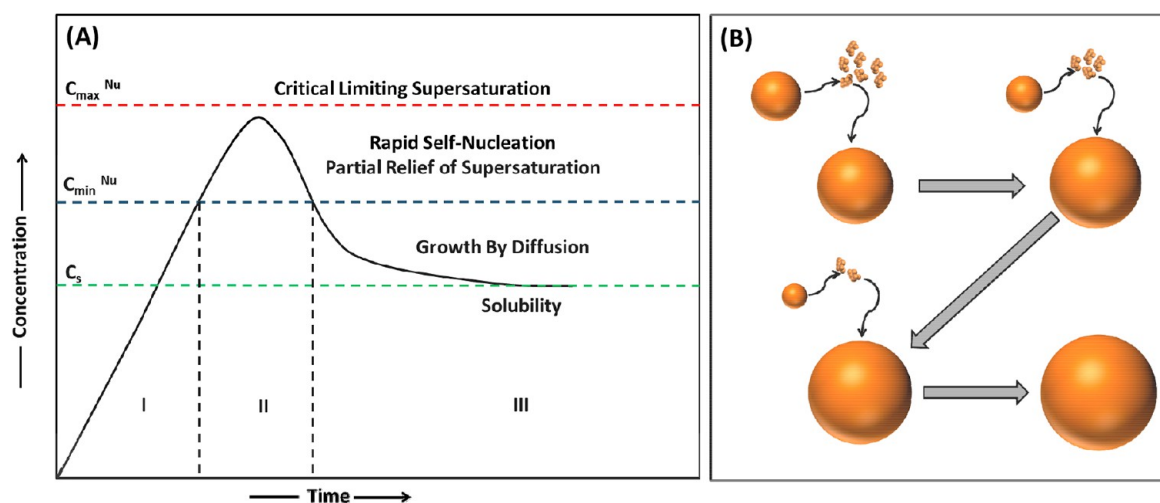 (A)
C_max^Nu
Critical Limiting Supersaturation
Rapid Self-Nucleation
Partial Relief of Supersaturation
C_min^Nu
Growth By Diffusion
C_s
Solubility
Concentration
I II III
Time
(B)